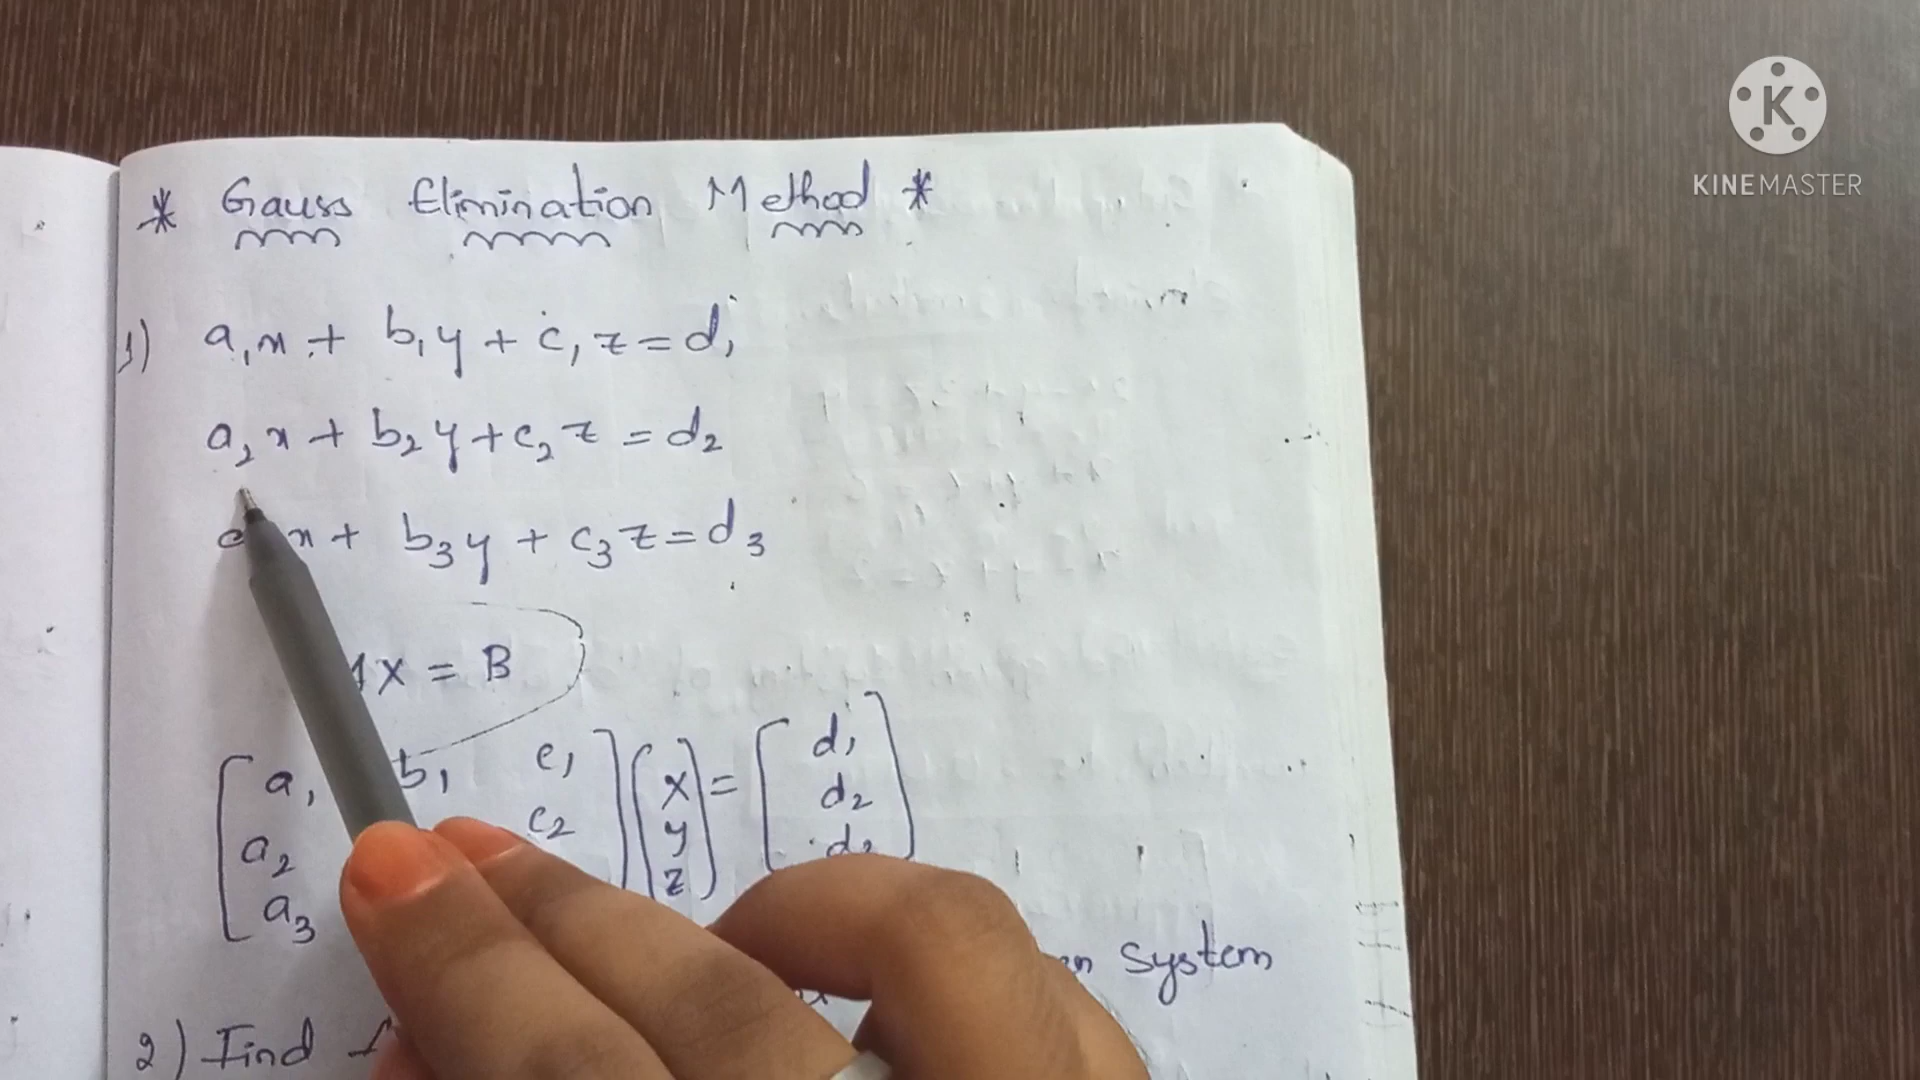 * Gauss Elimination Method *
1) a₁x + b₁y + c₁z = d₁
a₂x + b₂y + c₂z = d₂
x + b₃y + c₃z = d₃
X = B
a₁ b₁ c₁ x = d₁
a₂ c₂ y d₂
a₃ z
system
2) Find
KINEMASTER